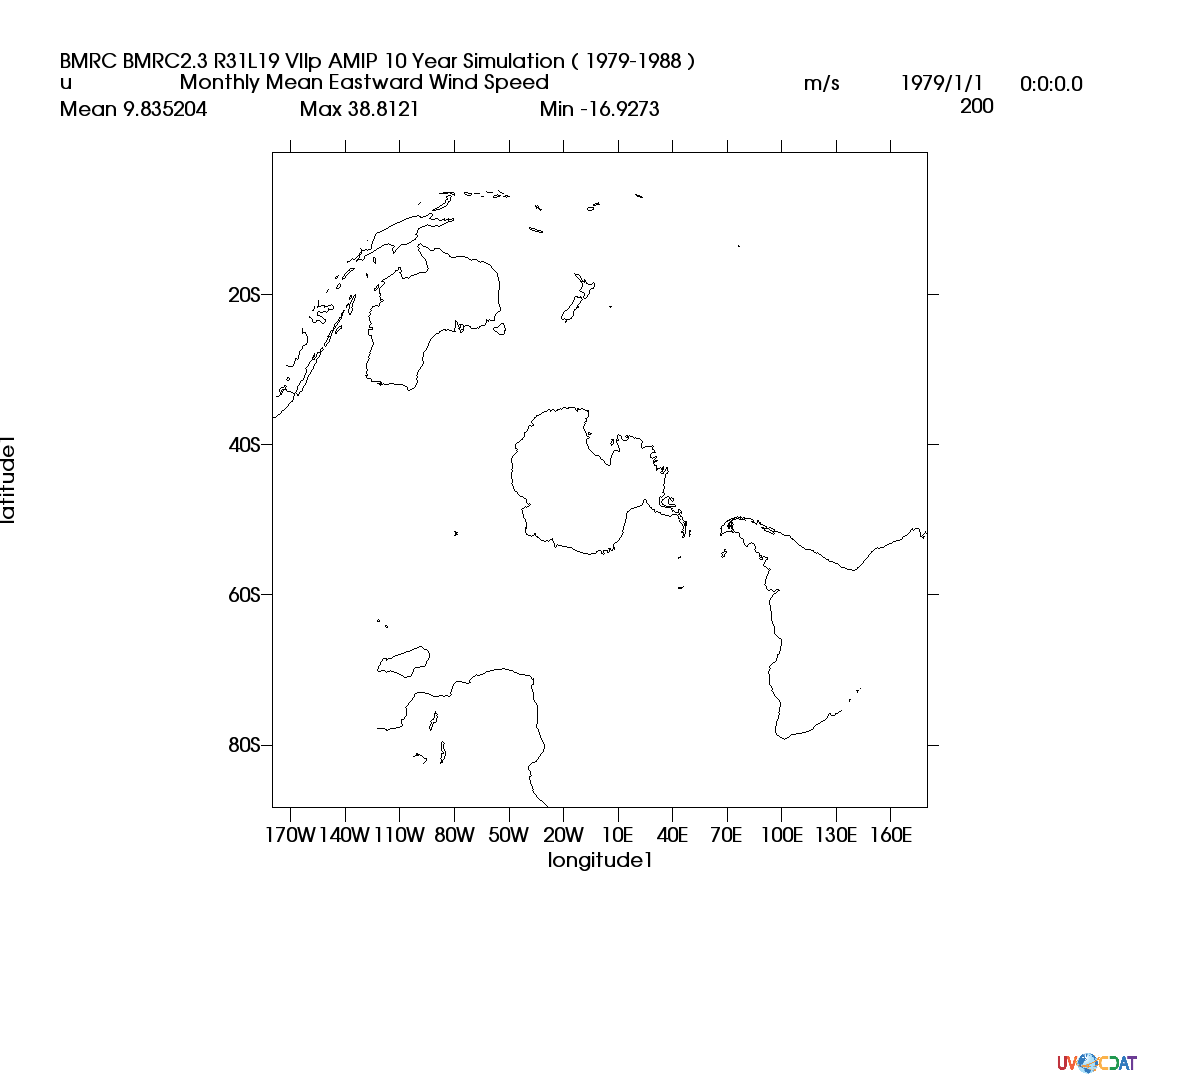 BMRC BMRC2.3 R31L19 VIIp AMIP 10 Year Simulation ( 1979-1988 )
u Monthly Mean Eastward Wind Speed m/s 1979/1/1 0:0:0.0
Mean 9.835204 Max 38.8121 Min -16.9273 200
20S
40S
60S
80S
latitude1
170W 140W 110W 80W 50W 20W 10E 40E 70E 100E 130E 160E
longitude1
UV CDAT